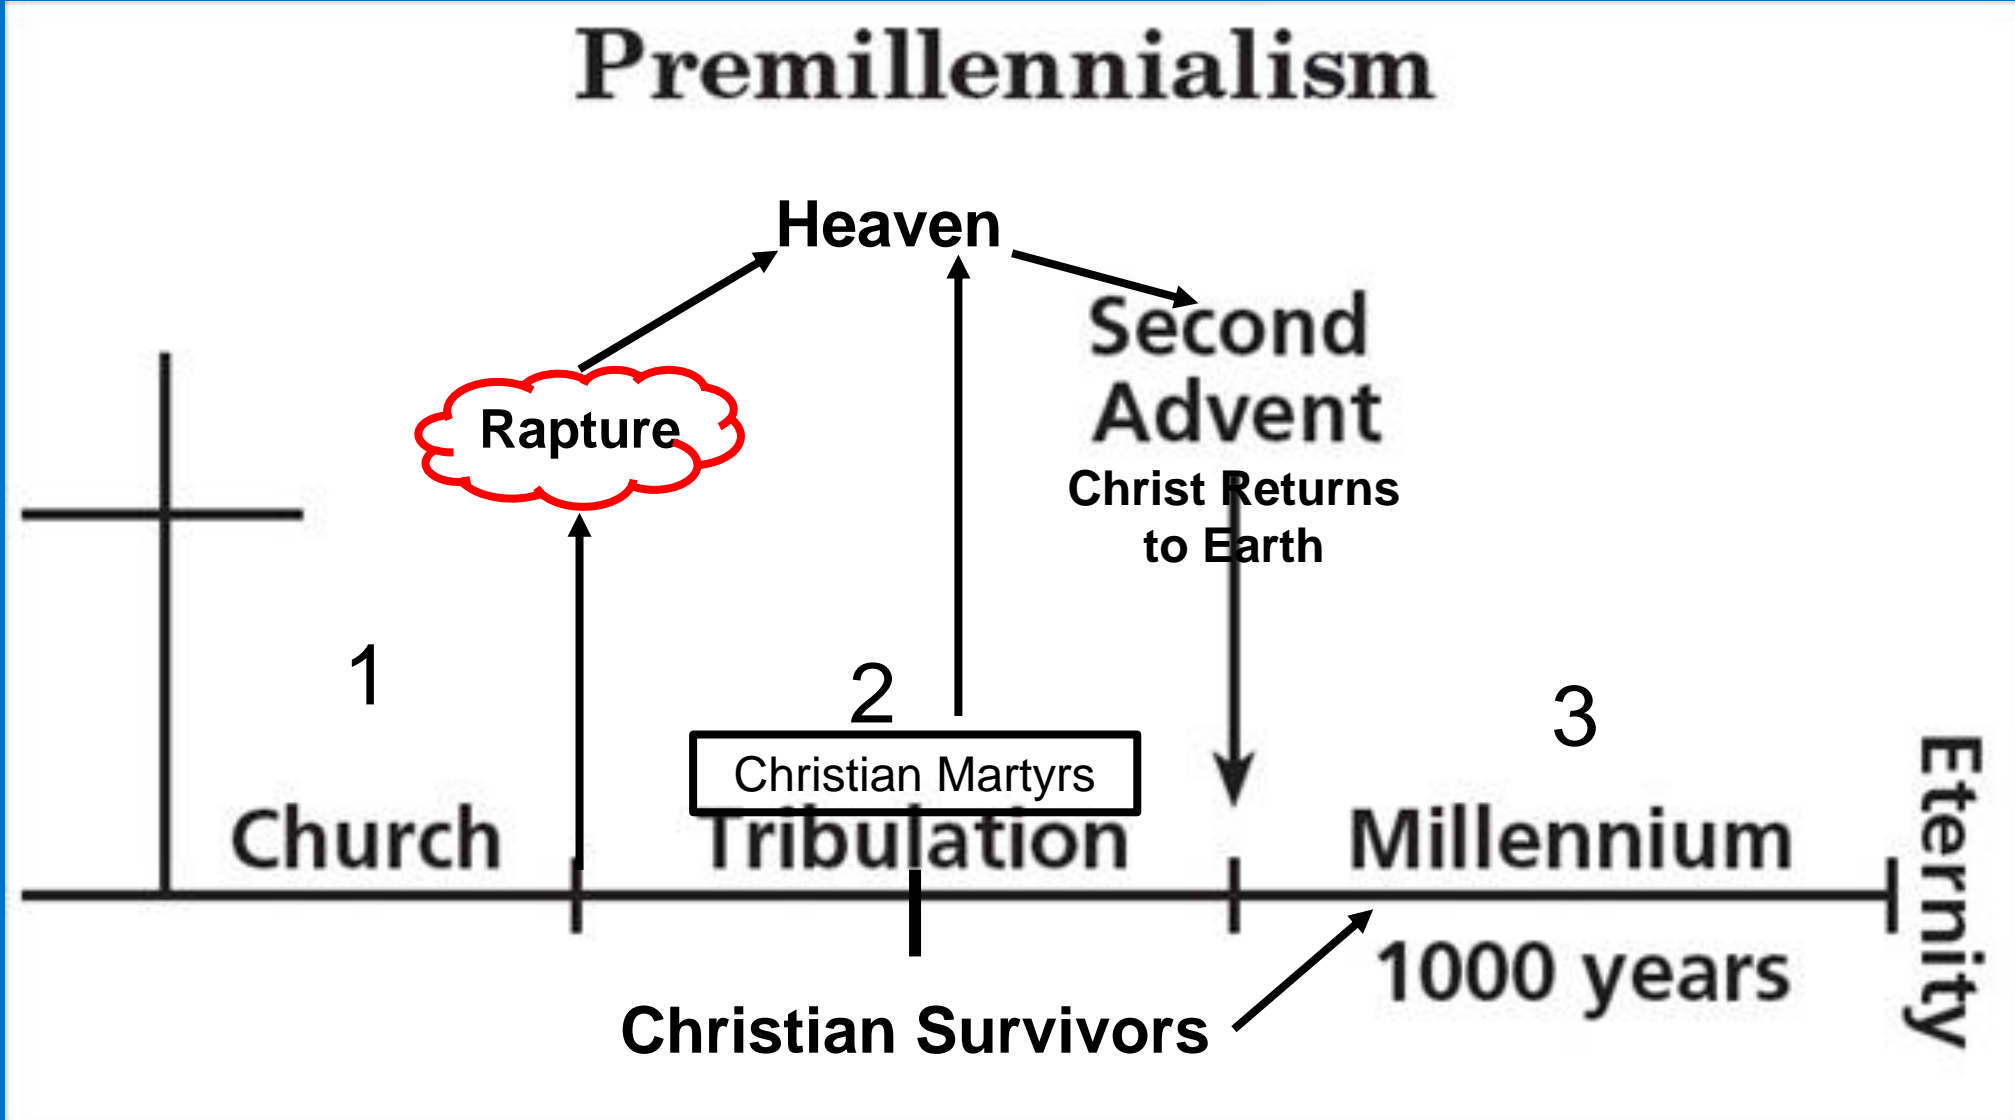 Premillennialism
Heaven
Second
Advent
Rapture
Christ Returns
to Earth
1
2
3
Christian Martyrs
Church
Tribulation
Millennium
Eternity
1000 years
Christian Survivors